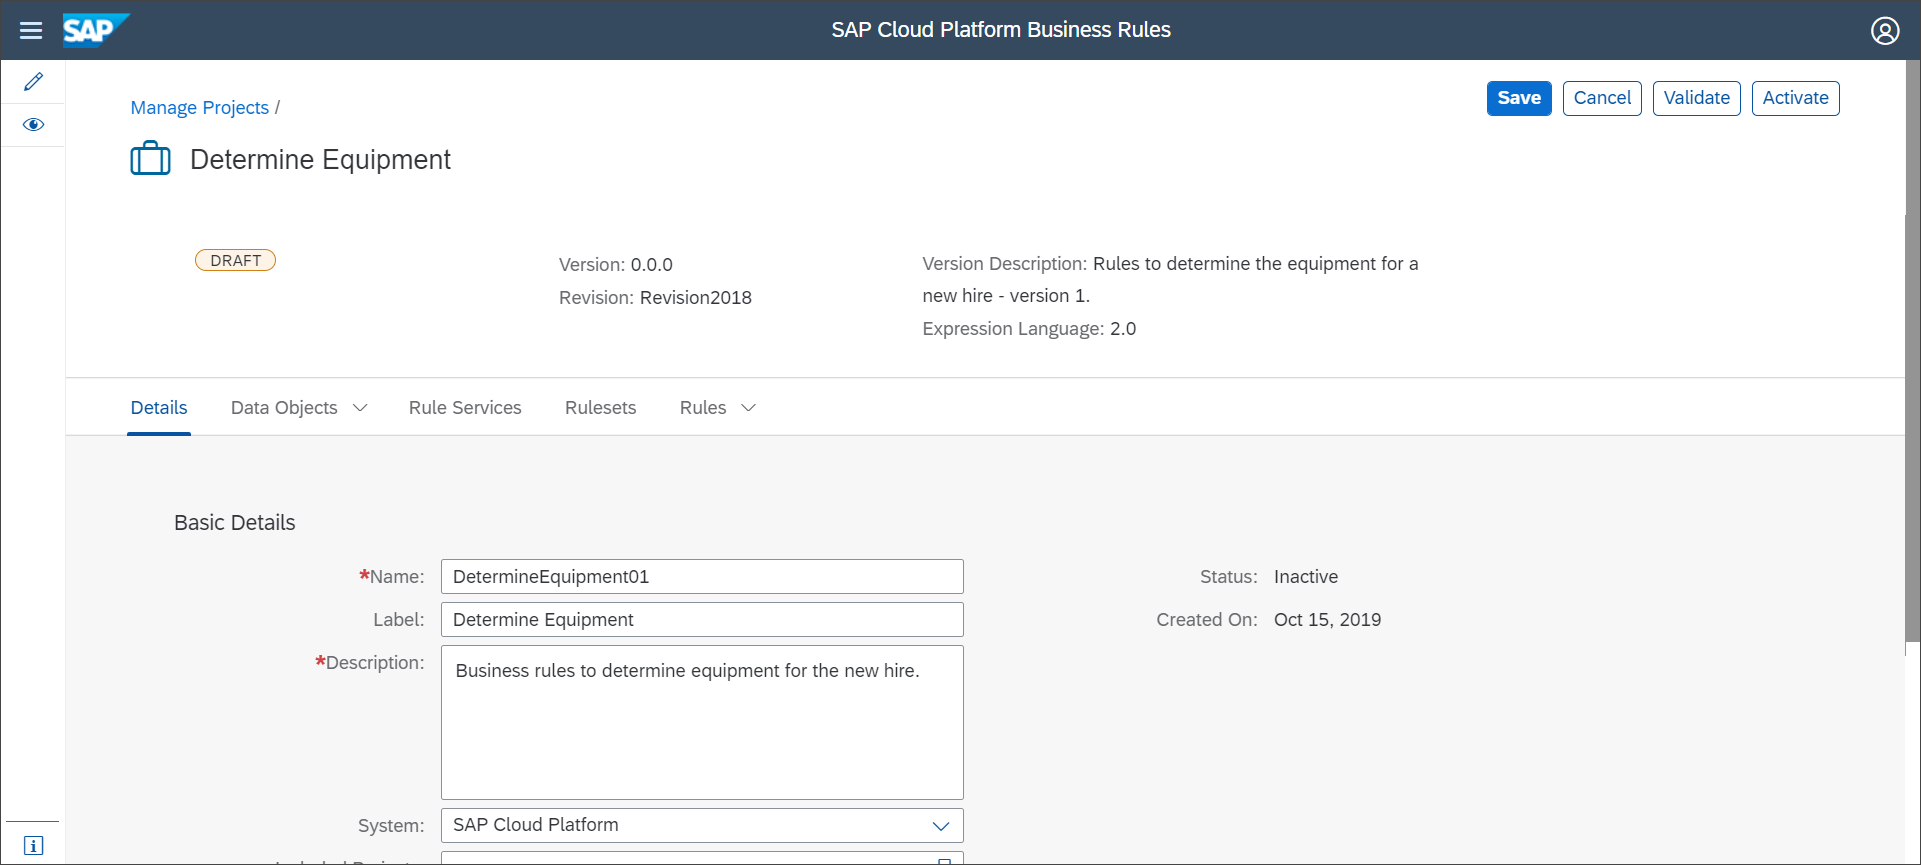 SAP
SAP Cloud Platform Business Rules
Manage Projects /
Save
Cancel
Validate
Activate
Determine Equipment
DRAFT
Version: 0.0.0
Revision: Revision2018
Version Description: Rules to determine the equipment for a
new hire - version 1.
Expression Language: 2.0
Details
Data Objects
Rule Services
Rulesets
Rules
Basic Details
*Name: DetermineEquipment01
Status: Inactive
Label: Determine Equipment
Created On: Oct 15, 2019
*Description: Business rules to determine equipment for the new hire.
System: SAP Cloud Platform